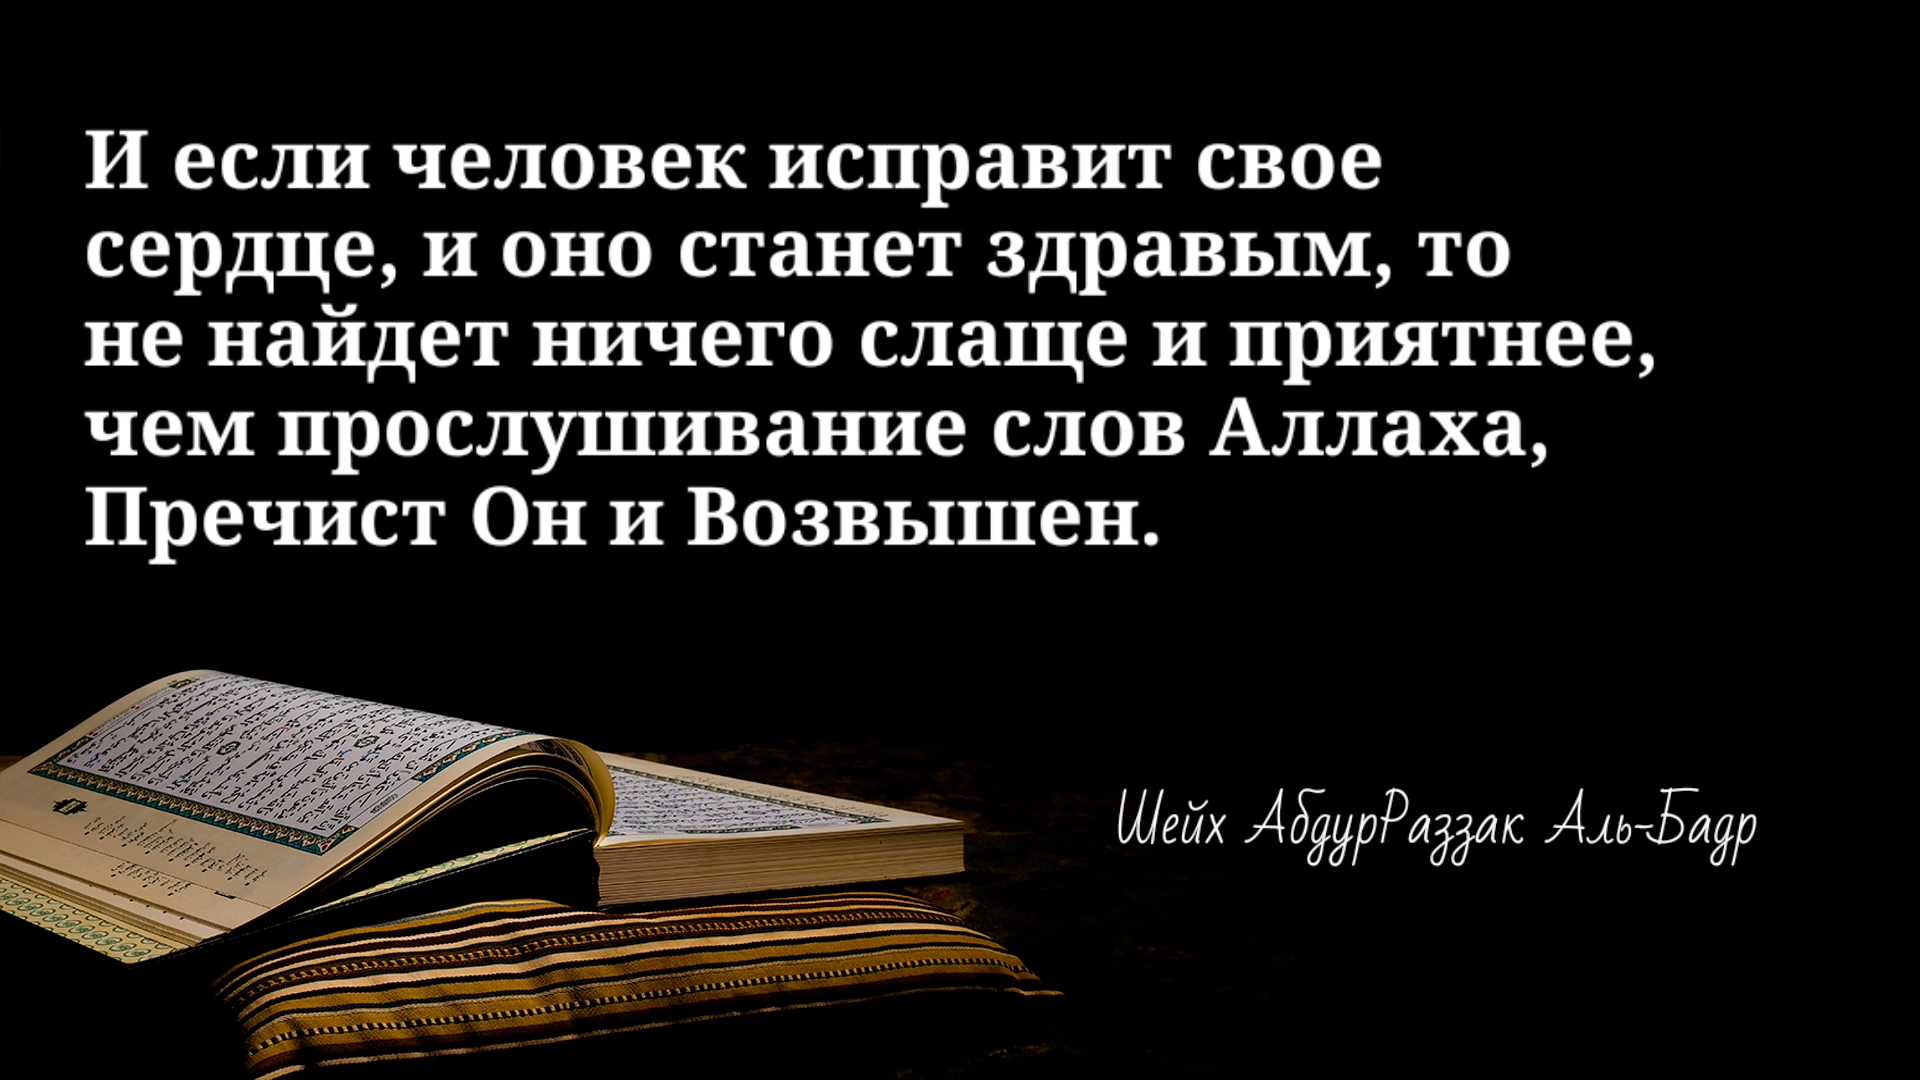 И если человек исправит свое
сердце, и оно станет здравым, то
не найдет ничего слаще и приятнее,
чем прослушивание слов Аллаха,
Пречист Он и Возвышен.
Шейх АбдурРаззак Аль-Бадр